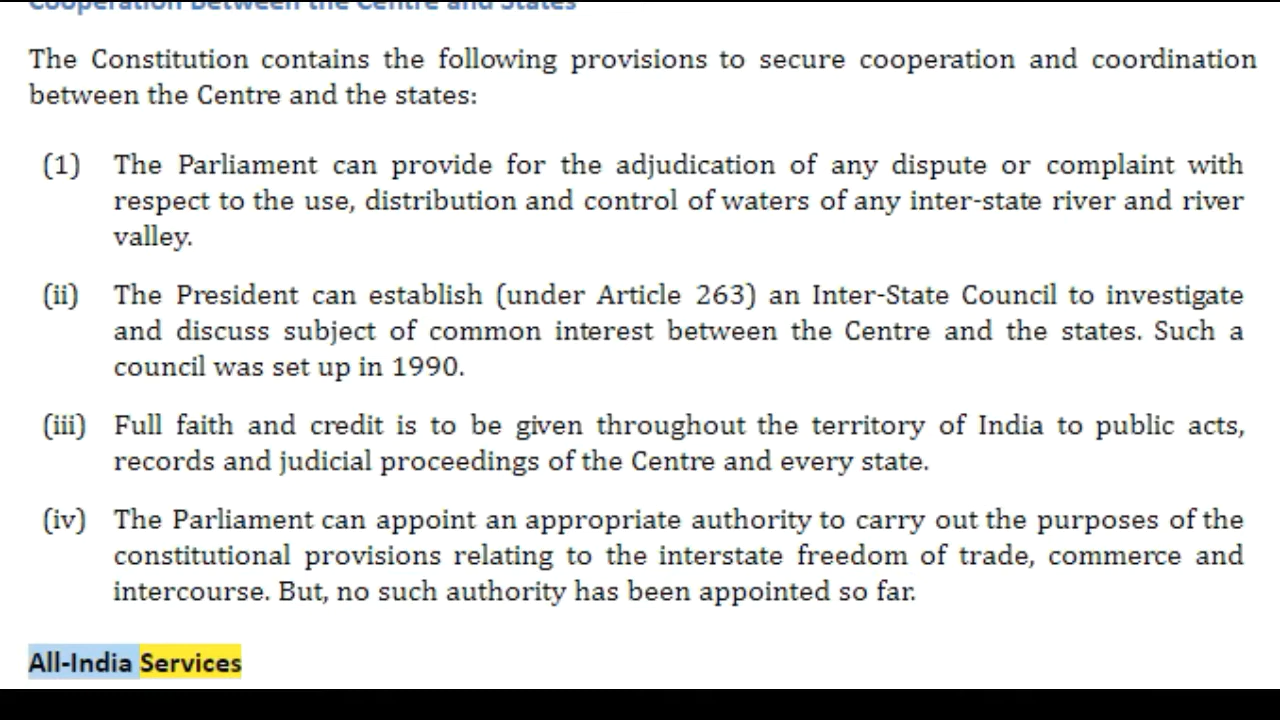 Cooperation Between the Centre and States
The Constitution contains the following provisions to secure cooperation and coordination
between the Centre and the states:
(1) The Parliament can provide for the adjudication of any dispute or complaint with
respect to the use, distribution and control of waters of any inter-state river and river
valley.
(ii) The President can establish (under Article 263) an Inter-State Council to investigate
and discuss subject of common interest between the Centre and the states. Such a
council was set up in 1990.
(iii) Full faith and credit is to be given throughout the territory of India to public acts,
records and judicial proceedings of the Centre and every state.
(iv) The Parliament can appoint an appropriate authority to carry out the purposes of the
constitutional provisions relating to the interstate freedom of trade, commerce and
intercourse. But, no such authority has been appointed so far.
All-India Services